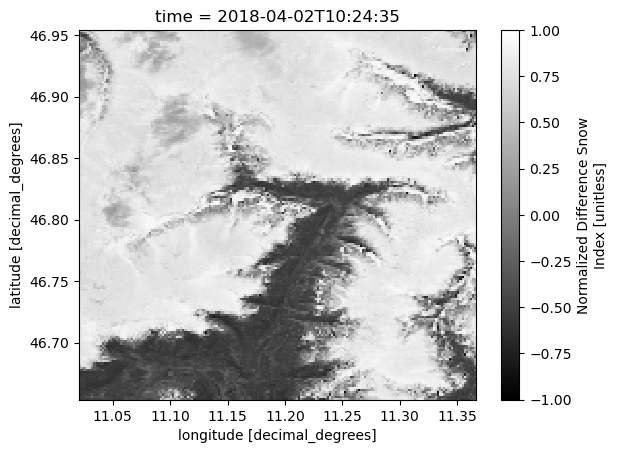 time = 2018-04-02T10:24:35
46.95
46.90
46.85
46.80
46.75
46.70
latitude [decimal_degrees]
11.05 11.10 11.15 11.20 11.25 11.30 11.35
longitude [decimal_degrees]
1.00
0.75
0.50
0.25
0.00
−0.25
−0.50
−0.75
−1.00
Normalized Difference Snow
Index [unitless]